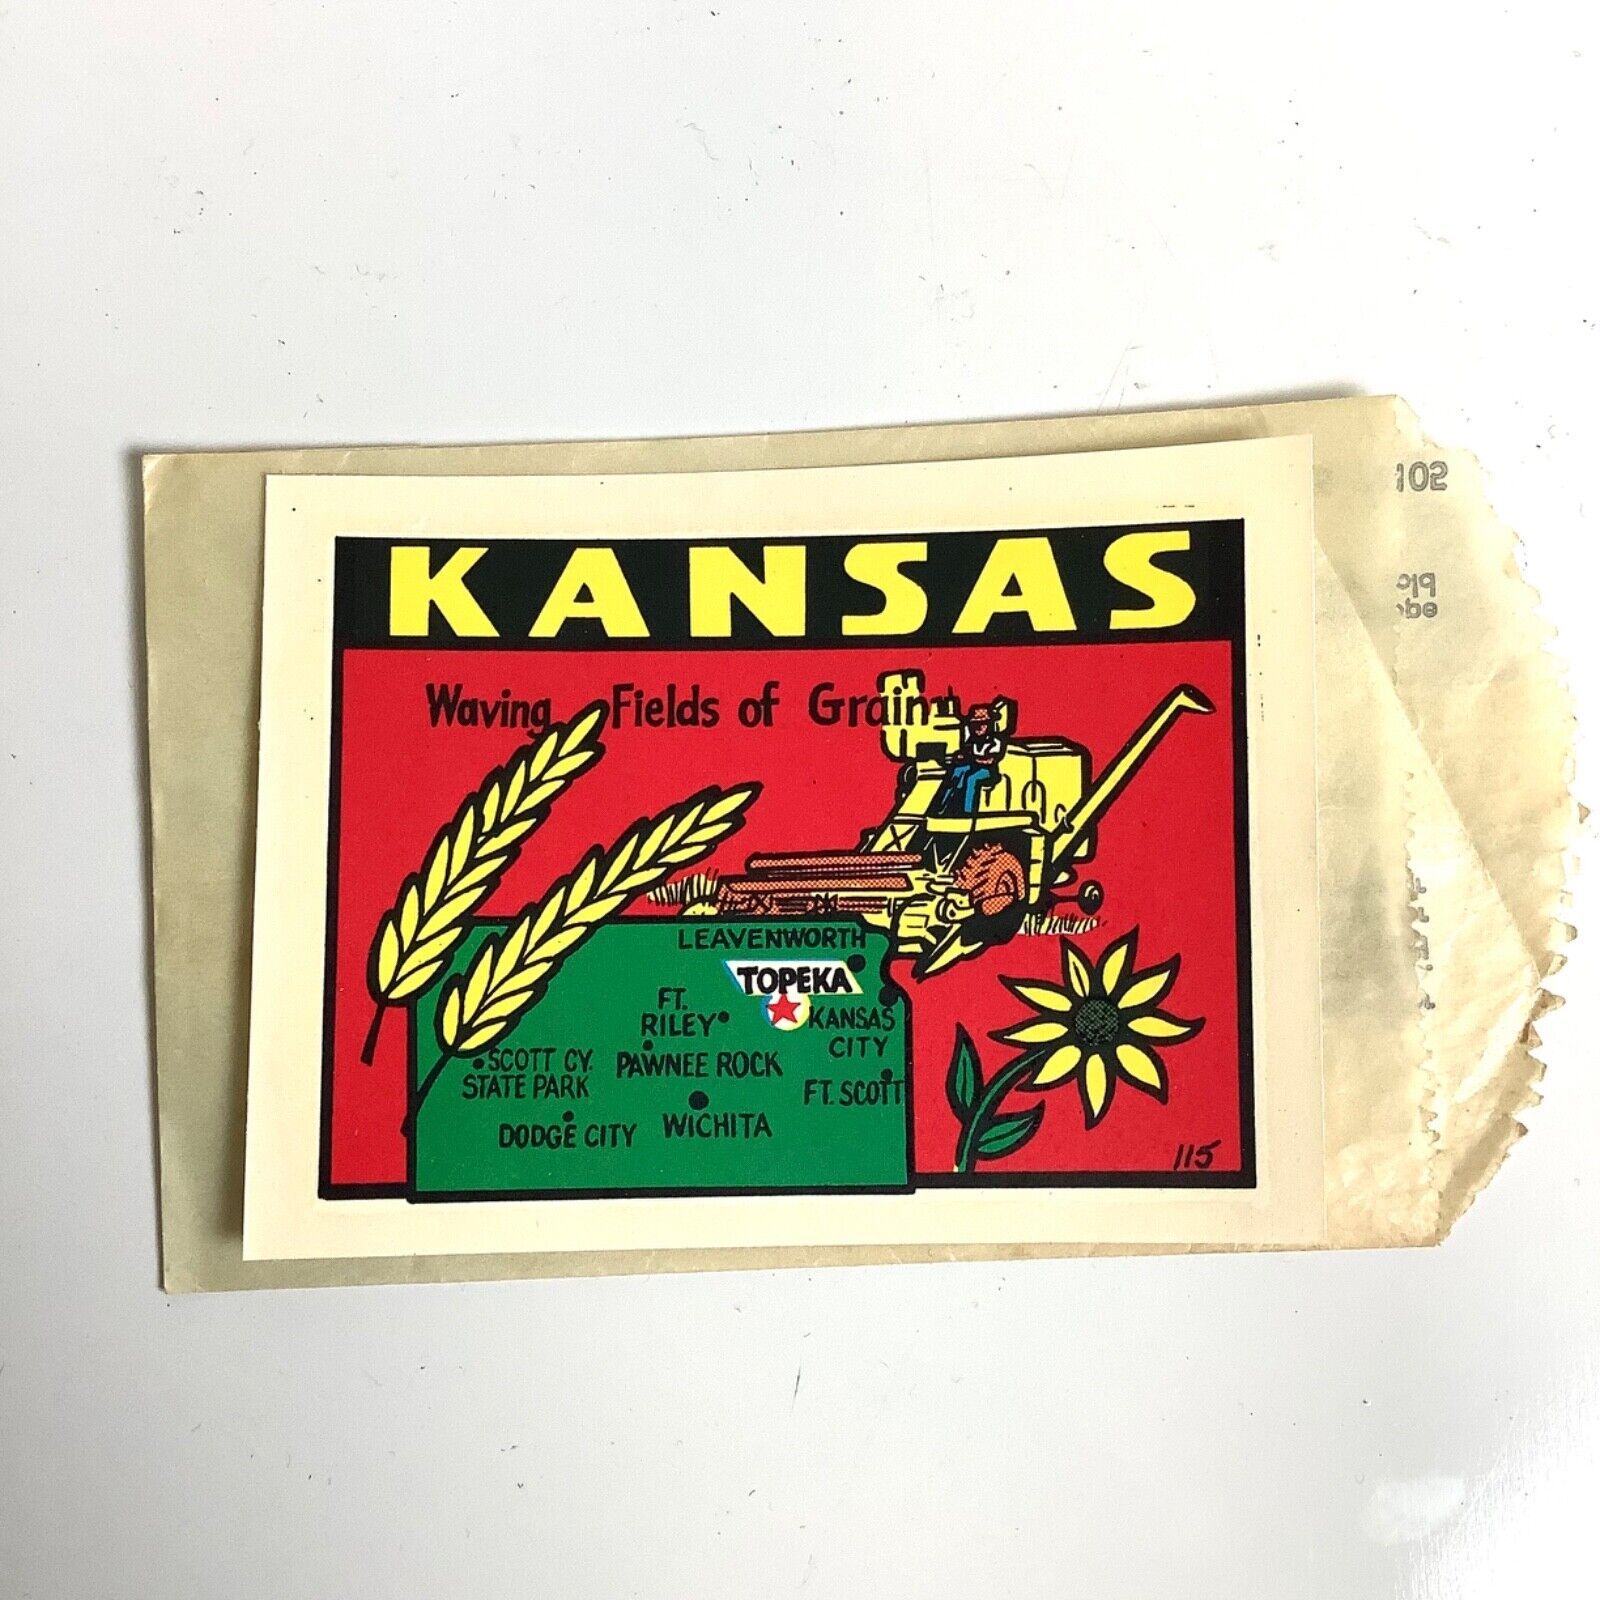 KANSAS
Waving Fields of Grain
LEAVENWORTH
TOPEKA
FT.
RILEY
KANSAS
CITY
SCOTT CY.
STATE PARK
PAWNEE ROCK
FT. SCOTT
DODGE CITY
WICHITA
115